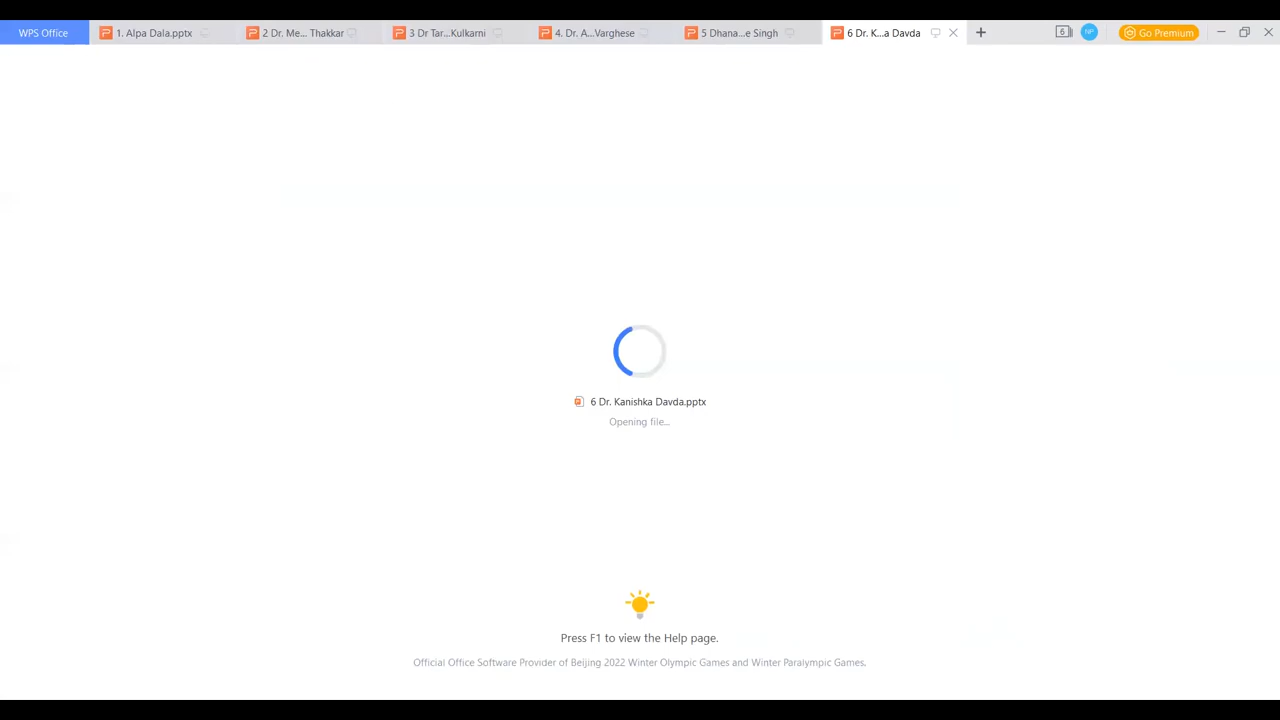 WPS Office 1. Alpa Dala.pptx 2 Dr. Me... Thakkar 3 Dr Tar...Kulkarni 4. Dr. A...Varghese 5 Dhana...e Singh 6 Dr. K...a Davda 6 NF Go Premium
6 Dr. Kanishka Davda.pptx
Opening file...
Press F1 to view the Help page.
Official Office Software Provider of Beijing 2022 Winter Olympic Games and Winter Paralympic Games.